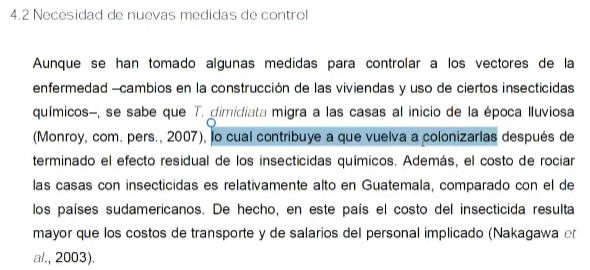 4.2 Necesidad de nuevas medidas de control
Aunque se han tomado algunas medidas para controlar a los vectores de la
enfermedad –cambios en la construcción de las viviendas y uso de ciertos insecticidas
químicos–, se sabe que T. dimidiata migra a las casas al inicio de la época lluviosa
(Monroy, com. pers., 2007), lo cual contribuye a que vuelva a colonizarlas después de
terminado el efecto residual de los insecticidas químicos. Además, el costo de rociar
las casas con insecticidas es relativamente alto en Guatemala, comparado con el de
los países sudamericanos. De hecho, en este país el costo del insecticida resulta
mayor que los costos de transporte y de salarios del personal implicado (Nakagawa et
al., 2003).